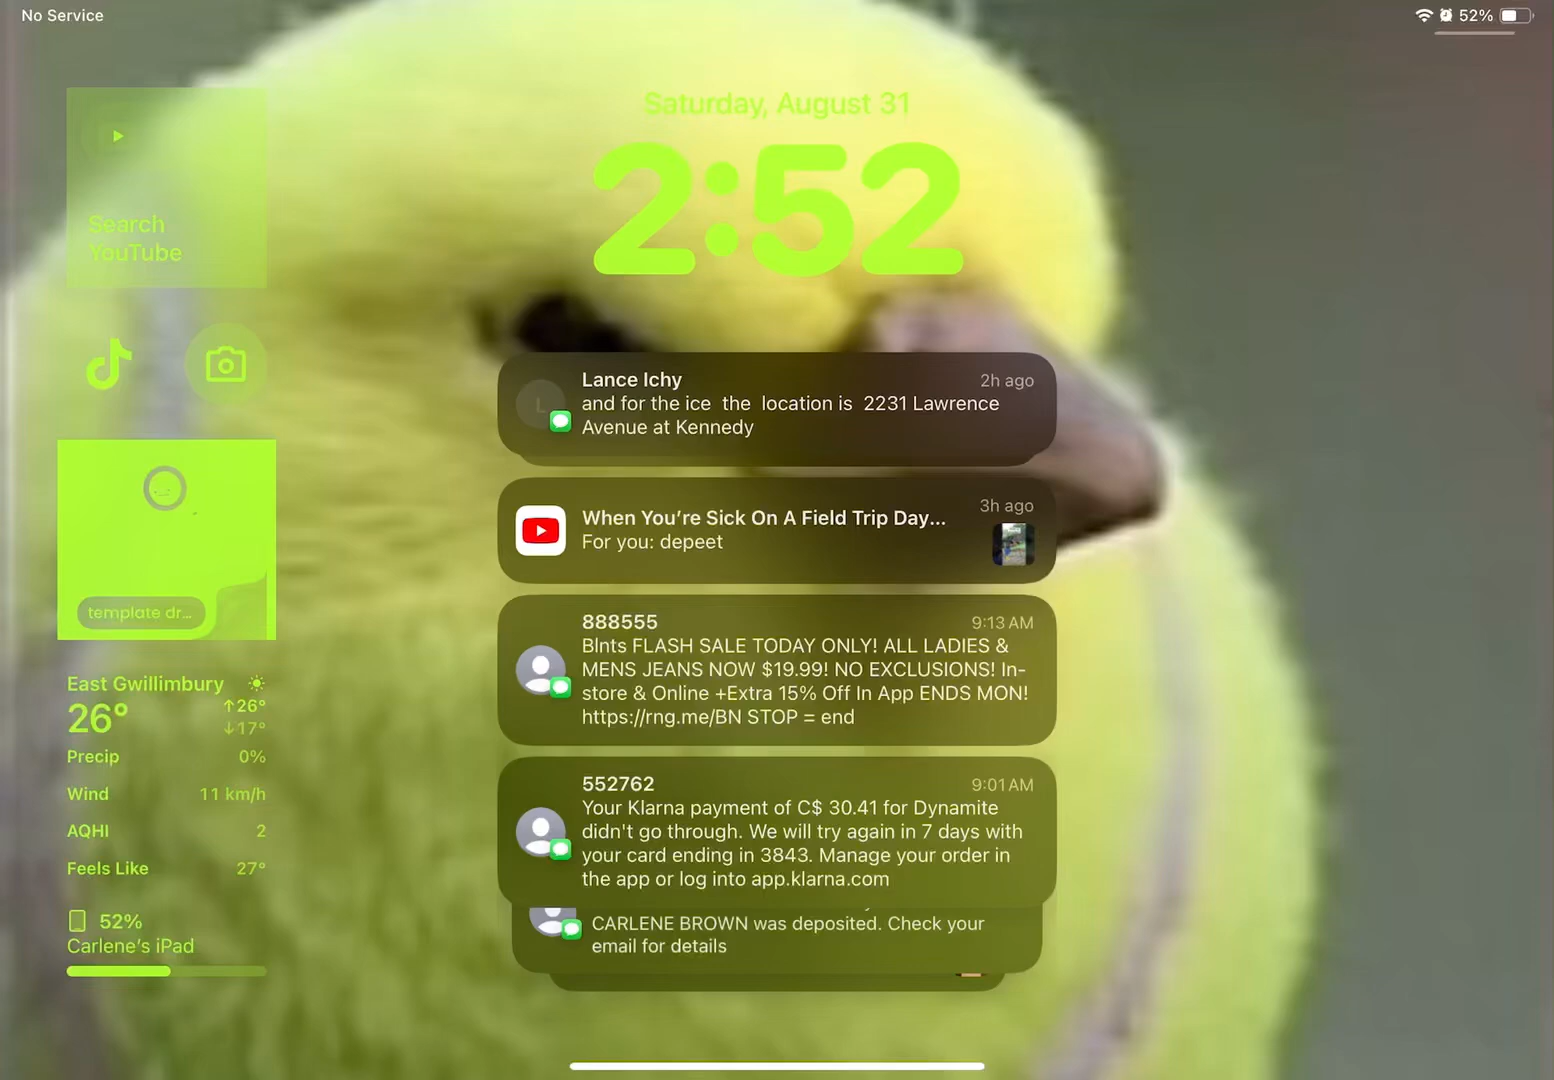 No Service
52%
Saturday, August 31
2:52
Search
YouTube
template dr...
East Gwillimbury
26°
↑26°
↓17°
Precip 0%
Wind 11 km/h
AQHI 2
Feels Like 27°
52%
Carlene's iPad
L
Lance Ichy 2h ago
and for the ice  the  location is  2231 Lawrence
Avenue at Kennedy
When You're Sick On A Field Trip Day... 3h ago
For you: depeet
888555 9:13 AM
Blnts FLASH SALE TODAY ONLY! ALL LADIES &
MENS JEANS NOW $19.99! NO EXCLUSIONS! In-
store & Online +Extra 15% Off In App ENDS MON!
https://rng.me/BN STOP = end
552762 9:01 AM
Your Klarna payment of C$ 30.41 for Dynamite
didn't go through. We will try again in 7 days with
your card ending in 3843. Manage your order in
the app or log into app.klarna.com
CARLENE BROWN was deposited. Check your
email for details